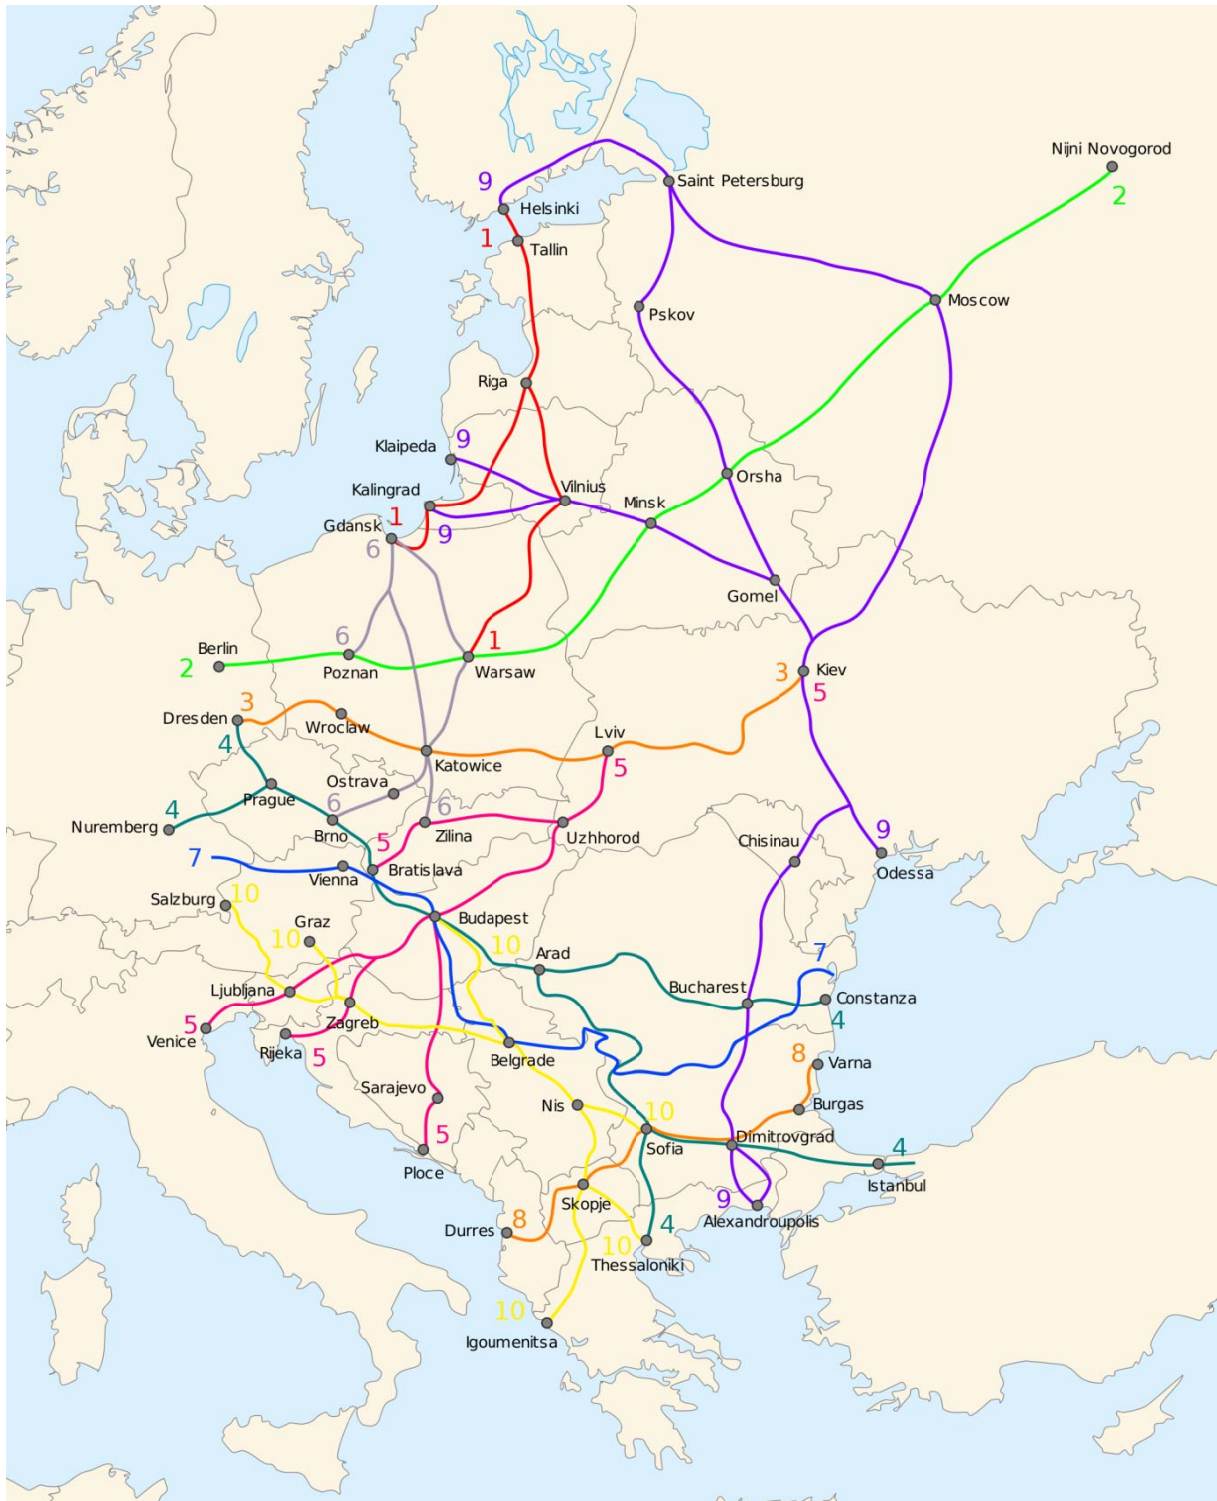 Nijni Novogorod
2
9
Saint Petersburg
Helsinki
1
Tallin
Moscow
Pskov
Riga
Klaipeda
9
Kalingrad
Vilnius
Orsha
Minsk
Gdansk
1
9
6
Gomel
6
1
Berlin
2
Poznan
Warsaw
3
Kiev
5
3
Dresden
Wroclaw
Lviv
4
Katowice
5
Ostrava
Prague
4
6
6
Nuremberg
Brno
Zilina
Uzhhorod
5
9
Chisinau
7
Vienna
Bratislava
Odessa
Salzburg
10
Graz
Budapest
10
10
Arad
7
Ljubljana
Bucharest
Constanza
5
Zagreb
4
Venice
Rijeka
5
Belgrade
8
Varna
Sarajevo
Nis
10
Burgas
5
Sofia
Dimitrovgrad
4
Ploce
Istanbul
Skopje
9
Durres
8
4
Alexandroupolis
10
Thessaloniki
10
Igoumenitsa